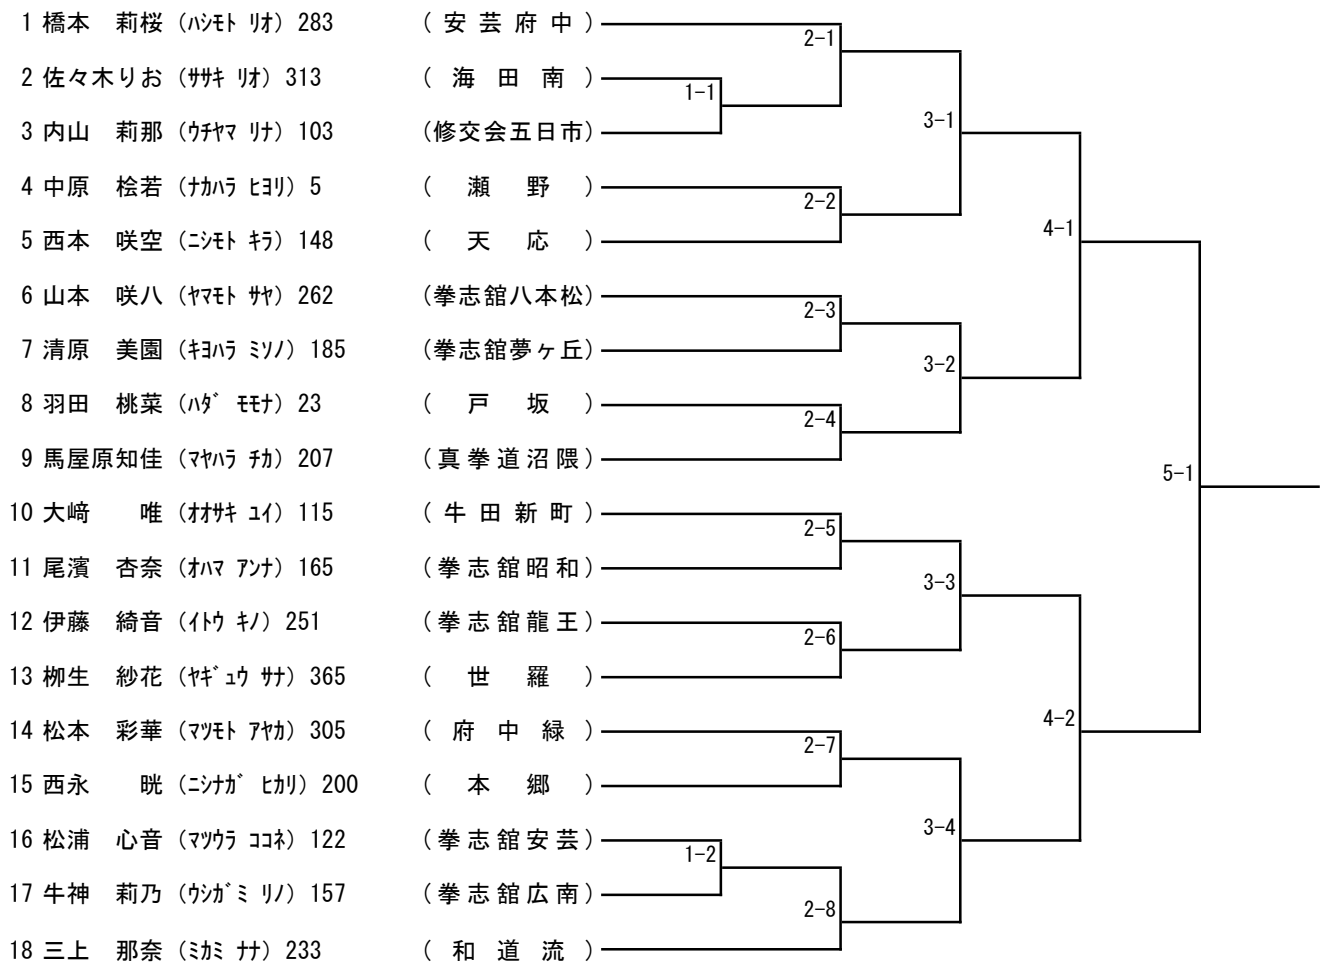 1 橋本　莉桜 (ﾊｼﾓﾄ ﾘｵ) 283 (安芸府中)
2-1
2 佐々木りお (ｻｻｷ ﾘｵ) 313 (海田南)
1-1
3 内山　莉那 (ｳﾁﾔﾏ ﾘﾅ) 103 (修交会五日市)
3-1
4 中原　桧若 (ﾅｶﾊﾗ ﾋﾖﾘ) 5 (瀬野)
2-2
5 西本　咲空 (ﾆｼﾓﾄ ｷﾗ) 148 (天応)
4-1
6 山本　咲八 (ﾔﾏﾓﾄ ｻﾔ) 262 (拳志舘八本松)
2-3
7 清原　美園 (ｷﾖﾊﾗ ﾐｿﾉ) 185 (拳志舘夢ヶ丘)
3-2
8 羽田　桃菜 (ﾊﾀﾞ ﾓﾓﾅ) 23 (戸坂)
2-4
9 馬屋原知佳 (ﾏﾔﾊﾗ ﾁｶ) 207 (真拳道沼隈)
5-1
10 大﨑　唯 (ｵｵｻｷ ﾕｲ) 115 (牛田新町)
2-5
11 尾濱　杏奈 (ｵﾊﾏ ｱﾝﾅ) 165 (拳志舘昭和)
3-3
12 伊藤　綺音 (ｲﾄｳ ｷﾉ) 251 (拳志舘龍王)
2-6
13 栁生　紗花 (ﾔｷﾞｭｳ ｻﾅ) 365 (世羅)
4-2
14 松本　彩華 (ﾏﾂﾓﾄ ｱﾔｶ) 305 (府中緑)
2-7
15 西永　晄 (ﾆｼﾅｶﾞ ﾋｶﾘ) 200 (本郷)
3-4
16 松浦　心音 (ﾏﾂｳﾗ ｺｺﾈ) 122 (拳志舘安芸)
1-2
17 牛神　莉乃 (ｳｼｶﾞﾐ ﾘﾉ) 157 (拳志舘広南)
2-8
18 三上　那奈 (ﾐｶﾐ ﾅﾅ) 233 (和道流)